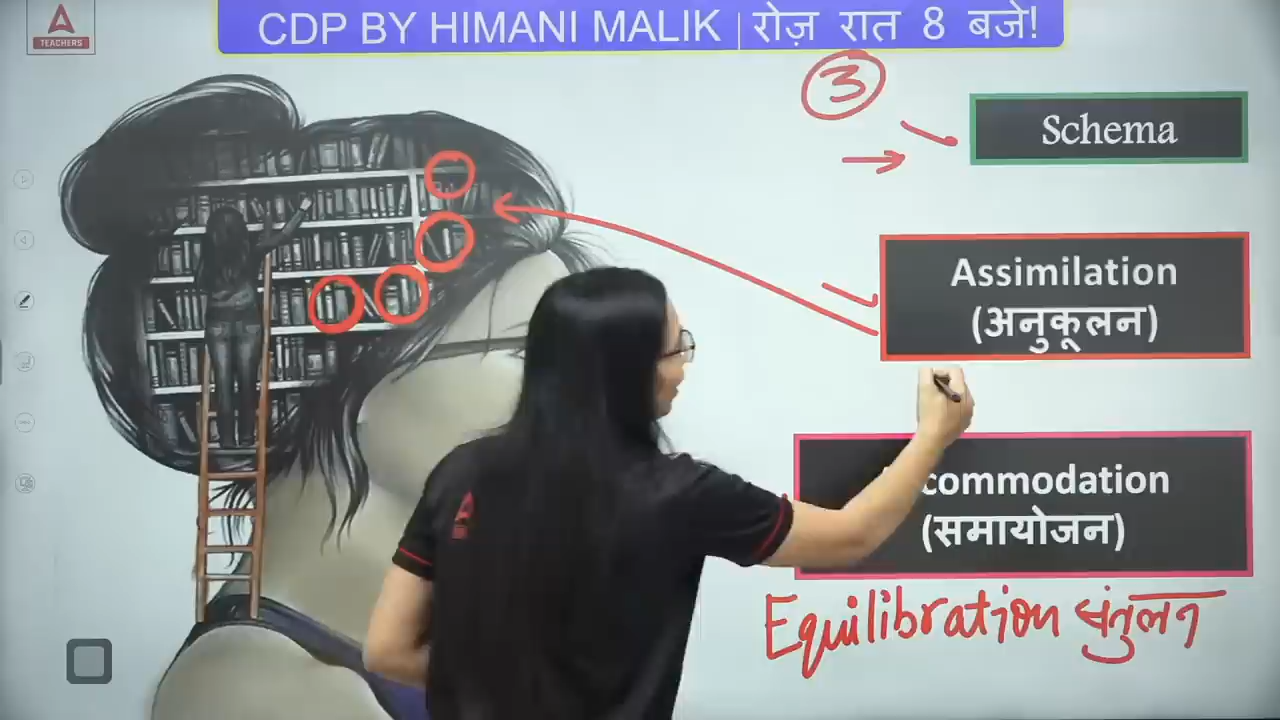 A
TEACHERS
CDP BY HIMANI MALIK | रोज़ रात 8 बजे!
3
Schema
Assimilation
(अनुकूलन)
commodation
(समायोजन)
Equilibration संतुलन